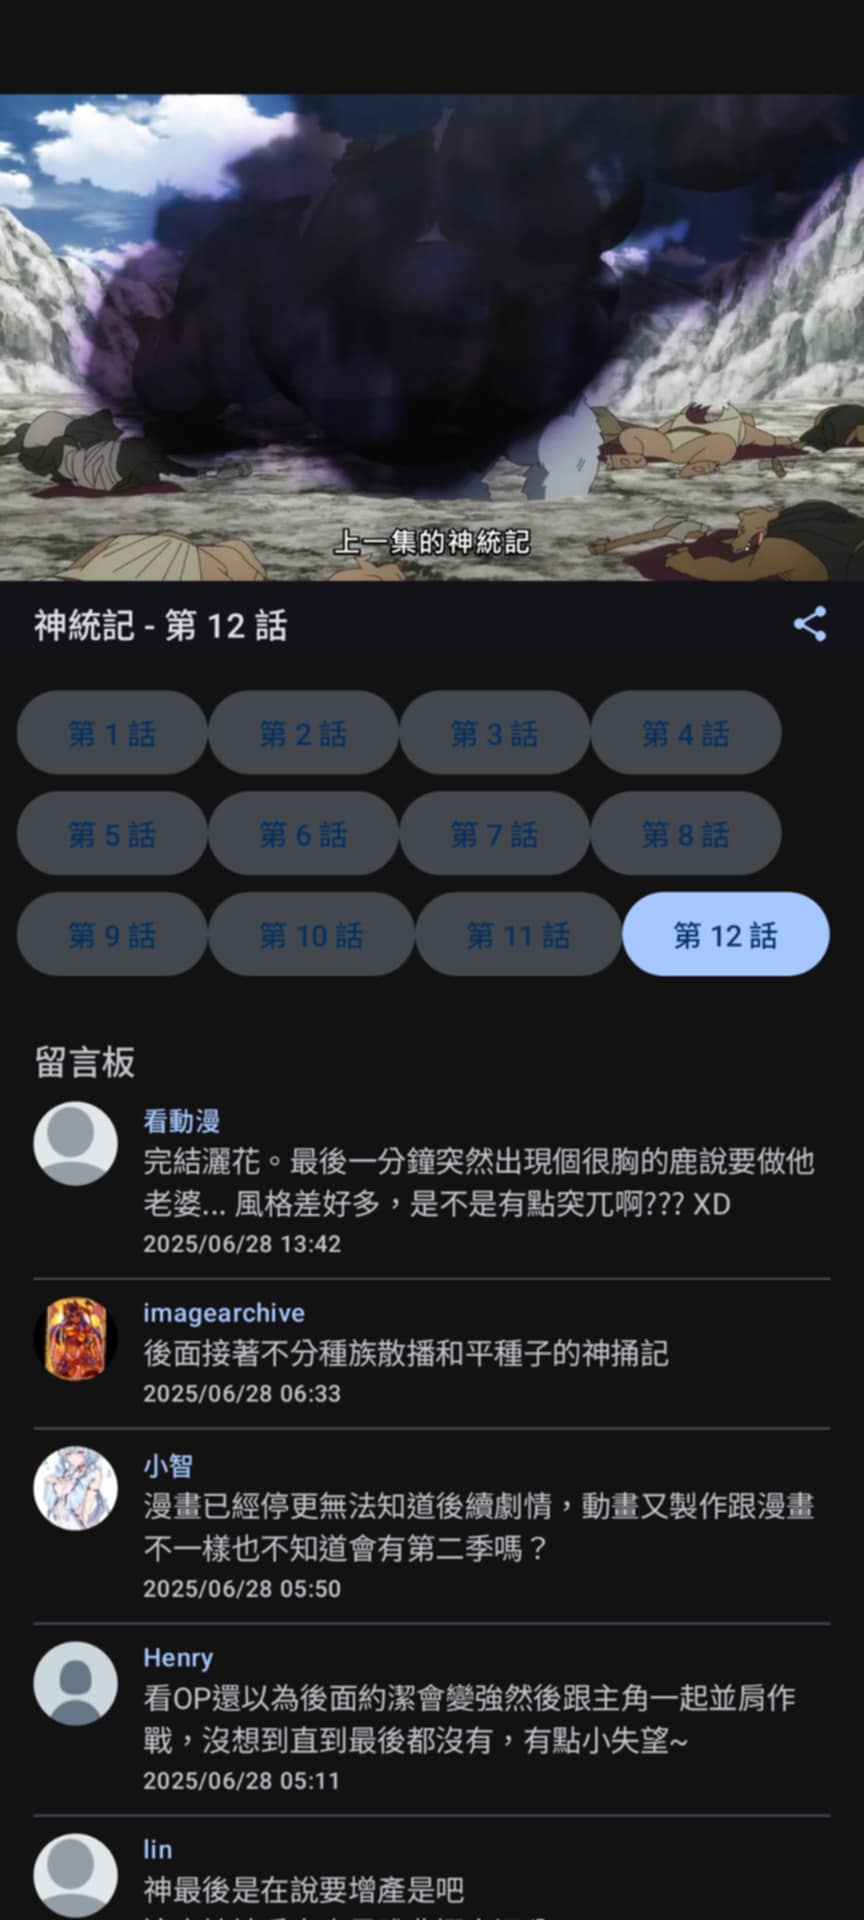 上一集的神統記
神統記 - 第 12 話
第 1 話
第 2 話
第 3 話
第 4 話
第 5 話
第 6 話
第 7 話
第 8 話
第 9 話
第 10 話
第 11 話
第 12 話
留言板
看動漫
完結灑花。最後一分鐘突然出現個很胸的鹿說要做他
老婆... 風格差好多，是不是有點突兀啊??? XD
2025/06/28 13:42
imagearchive
後面接著不分種族散播和平種子的神捅記
2025/06/28 06:33
小智
漫畫已經停更無法知道後續劇情，動畫又製作跟漫畫
不一樣也不知道會有第二季嗎？
2025/06/28 05:50
Henry
看OP還以為後面約潔會變強然後跟主角一起並肩作
戰，沒想到直到最後都沒有，有點小失望~
2025/06/28 05:11
lin
神最後是在說要增產是吧